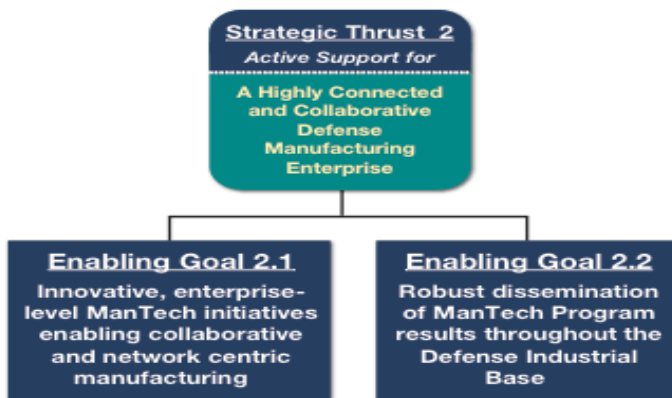 Strategic Thrust 2
Active Support for
A Highly Connected
and Collaborative
Defense
Manufacturing
Enterprise
Enabling Goal 2.1
Innovative, enterprise-
level ManTech initiatives
enabling collaborative
and network centric
manufacturing
Enabling Goal 2.2
Robust dissemination
of ManTech Program
results throughout the
Defense Industrial
Base